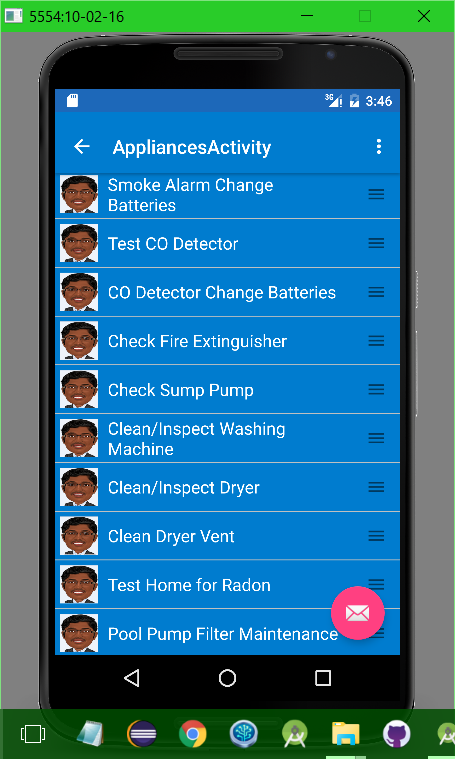 5554:10-02-16
3G 3:46
AppliancesActivity
Smoke Alarm Change
Batteries
Test CO Detector
CO Detector Change Batteries
Check Fire Extinguisher
Check Sump Pump
Clean/Inspect Washing
Machine
Clean/Inspect Dryer
Clean Dryer Vent
Test Home for Radon
Pool Pump Filter Maintenance